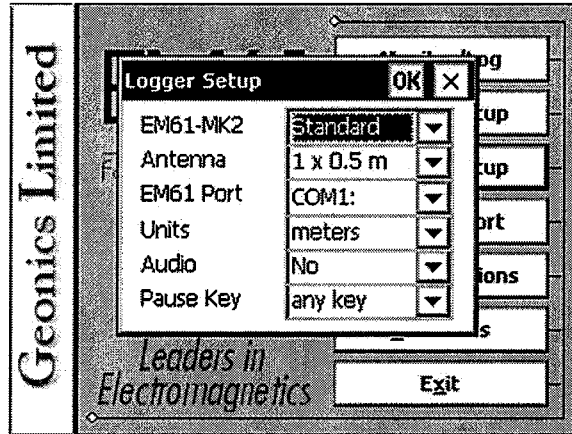 Geonics Limited
Logger Setup OK ×
EM61-MK2 Standard
Antenna 1 x 0.5 m
EM61 Port COM1:
Units meters
Audio No
Pause Key any key
Leaders in
Electromagnetics
Exit